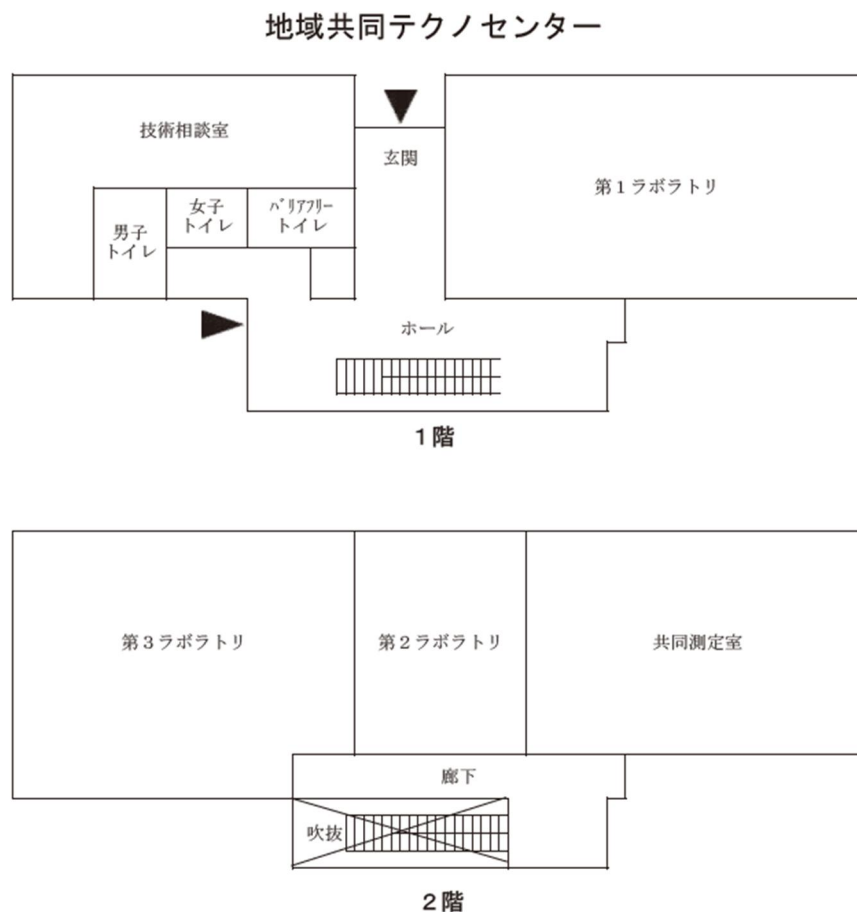 地域共同テクノセンター
技術相談室
玄関
第１ラボラトリ
女子
トイレ
ﾊﾞﾘｱﾌﾘｰ
トイレ
男子
トイレ
ホール
１階
第３ラボラトリ
第２ラボラトリ
共同測定室
廊下
吹抜
２階